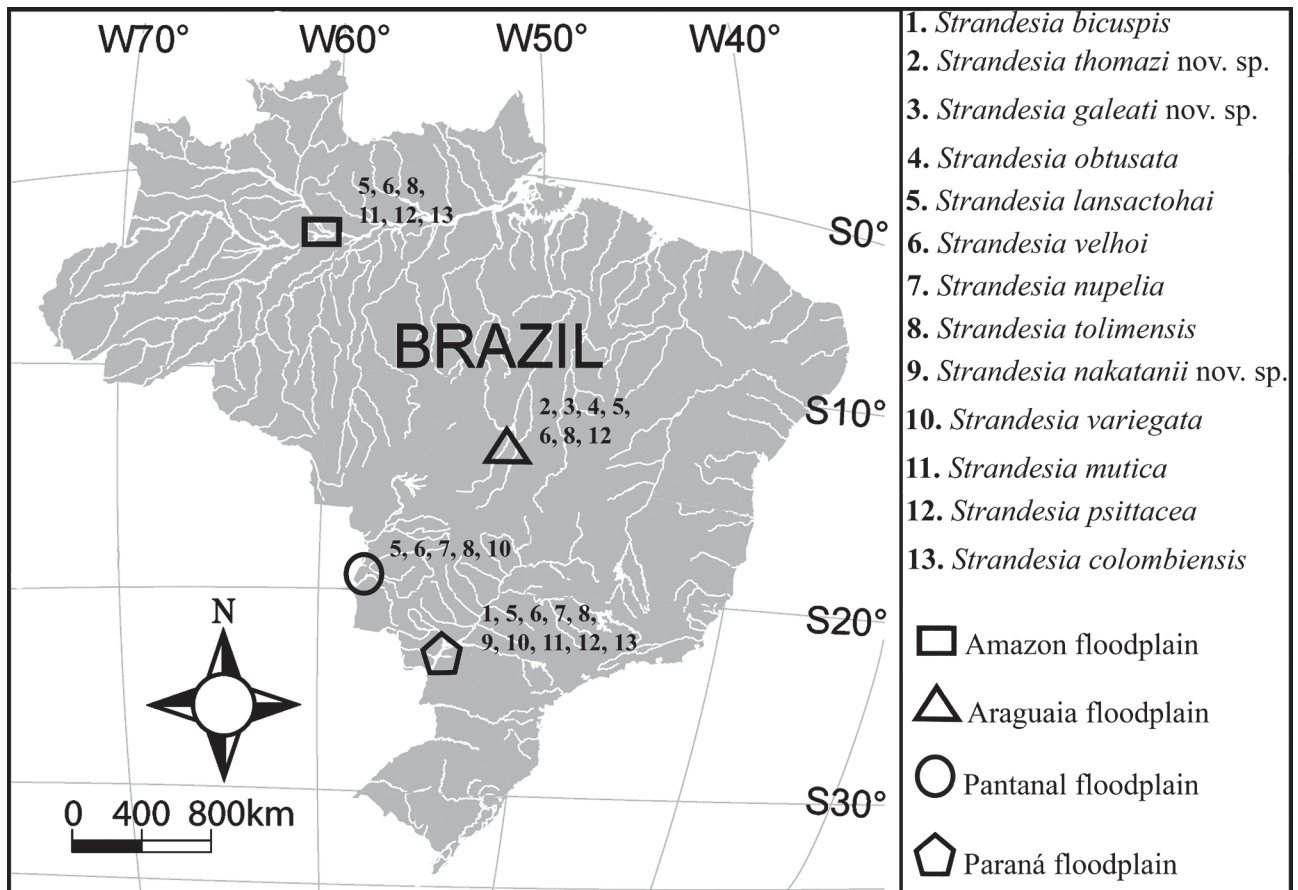 W70° W60° W50° W40°
5, 6, 8,
11, 12, 13
S0°
BRAZIL
2, 3, 4, 5,
6, 8, 12
S10°
5, 6, 7, 8, 10
1, 5, 6, 7, 8,
9, 10, 11, 12, 13
S20°
N
S30°
0 400 800km
1. Strandesia bicuspis
2. Strandesia thomazi nov. sp.
3. Strandesia galeati nov. sp.
4. Strandesia obtusata
5. Strandesia lansactohai
6. Strandesia velhoi
7. Strandesia nupelia
8. Strandesia tolimensis
9. Strandesia nakatanii nov. sp.
10. Strandesia variegata
11. Strandesia mutica
12. Strandesia psittacea
13. Strandesia colombiensis
Amazon floodplain
Araguaia floodplain
Pantanal floodplain
Paraná floodplain